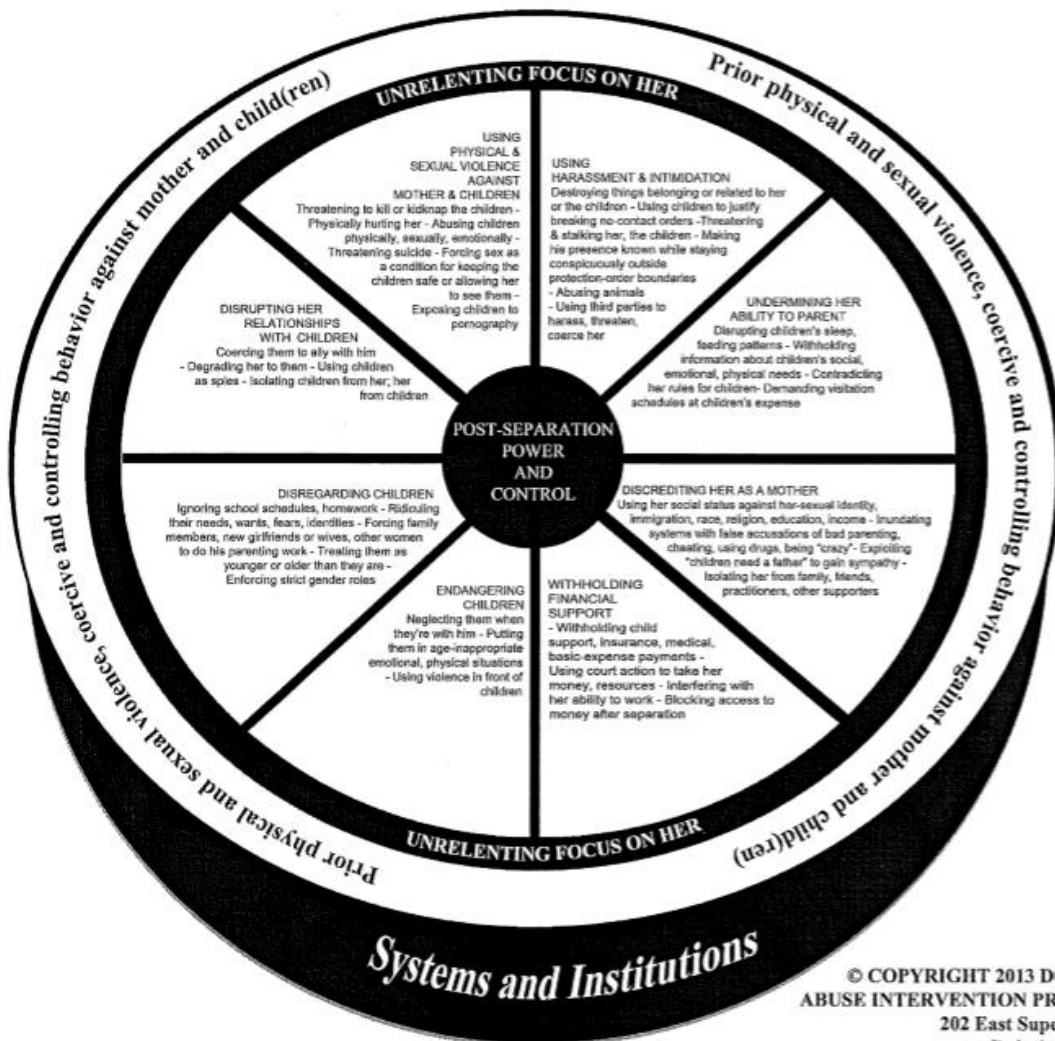 Prior physical and sexual violence, coercive and controlling behavior against mother and child(ren)
Prior physical and sexual violence, coercive and controlling behavior against mother and child(ren)
UNRELENTING FOCUS ON HER
USING
PHYSICAL &
SEXUAL VIOLENCE
AGAINST
MOTHER & CHILDREN
Threatening to kill or kidknap the children -
Physically hurting her - Abusing children
physically, sexually, emotionally -
Threatening suicide - Forcing sex as
a condition for keeping the
children safe or allowing her
to see them -
Exposing children to
pornography
USING
HARASSMENT & INTIMIDATION
Destroying things belonging or related to her
or the children - Using children to justify
breaking no-contact orders -Threatening
& stalking her, the children - Making
his presence known while staying
conspicuously outside
protection-order boundaries
- Abusing animals
- Using third parties to
harass, threaten,
coerce her
UNDERMINING HER
ABILITY TO PARENT
Disrupting children's sleep,
feeding patterns - Withholding
information about children's social,
emotional, physical needs - Contradicting
her rules for children- Demanding visitation
schedules at children's expense
DISRUPTING HER
RELATIONSHIPS
WITH CHILDREN
Coercing them to ally with him
- Degrading her to them - Using children
as spies - Isolating children from her; her
from children
POST-SEPARATION
POWER
AND
CONTROL
DISCREDITING HER AS A MOTHER
Using her social status against her-sexual identity,
immigration, race, religion, education, income - Inundating
systems with false accusations of bad parenting,
cheating, using drugs, being "crazy"- Exploiting
"children need a father" to gain sympathy -
Isolating her from family, friends,
practitioners, other supporters
DISREGARDING CHILDREN
Ignoring school schedules, homework - Ridiculing
their needs, wants, fears, identities - Forcing family
members, new girlfriends or wives, other women
to do his parenting work - Treating them as
younger or older than they are -
Enforcing strict gender roles
ENDANGERING
CHILDREN
Neglecting them when
they're with him - Putting
them in age-inappropriate
emotional, physical situations
- Using violence in front of
children
WITHHOLDING
FINANCIAL
SUPPORT
- Withholding child
support, insurance, medical,
basic-expense payments -
Using court action to take her
money, resources - Interfering with
her ability to work - Blocking access to
money after separation
UNRELENTING FOCUS ON HER
Systems and Institutions
© COPYRIGHT 2013
ABUSE INTERVENTION
202 East